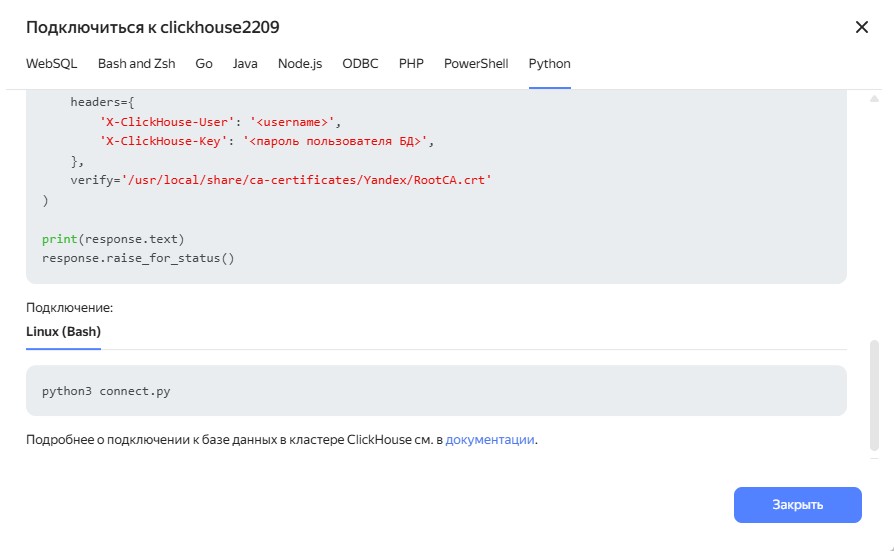 Подключиться к clickhouse2209
WebSQL Bash and Zsh Go Java Node.js ODBC PHP PowerShell Python
headers={
'X-ClickHouse-User': '<username>',
'X-ClickHouse-Key': '<пароль пользователя БД>',
},
verify='/usr/local/share/ca-certificates/Yandex/RootCA.crt'
)
print(response.text)
response.raise_for_status()
Подключение:
Linux (Bash)
python3 connect.py
Подробнее о подключении к базе данных в кластере ClickHouse см. в документации.
Закрыть